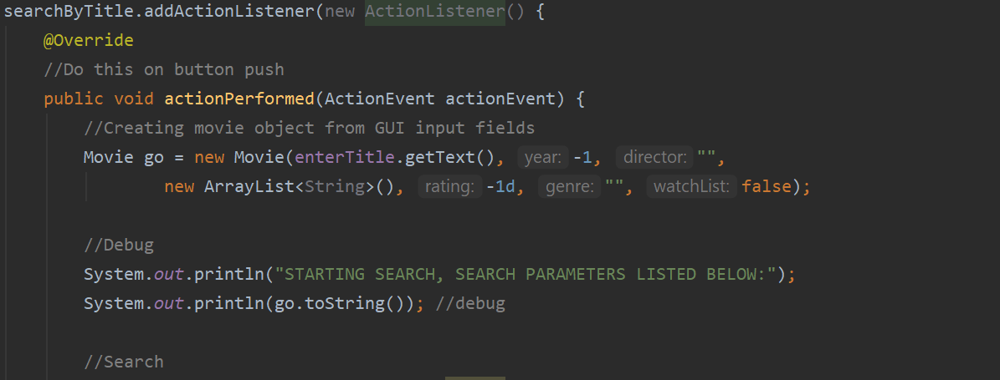 searchByTitle.addActionListener(new ActionListener() {
@Override
//Do this on button push
public void actionPerformed(ActionEvent actionEvent) {
//Creating movie object from GUI input fields
Movie go = new Movie(enterTitle.getText(), year: -1, director: "",
new ArrayList<String>(), rating: -1d, genre: "", watchList: false);
//Debug
System.out.println("STARTING SEARCH, SEARCH PARAMETERS LISTED BELOW:");
System.out.println(go.toString()); //debug
//Search